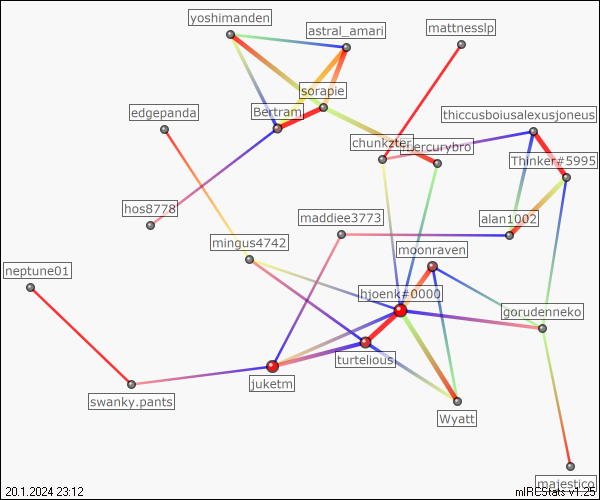 yoshimanden
astral_amari
mattnesslp
sorapie
edgepanda
Bertram
thiccusboiusalexusjoneus
chunkzter
mercurybro
Thinker#5995
hos8778
maddiee3773
alan1002
mingus4742
moonraven
neptune01
hjoenk#0000
gorudenneko
turtelious
juketm
swanky.pants
Wyatt
majestico
20.1.2024 23:12
mIRCStats v1.25